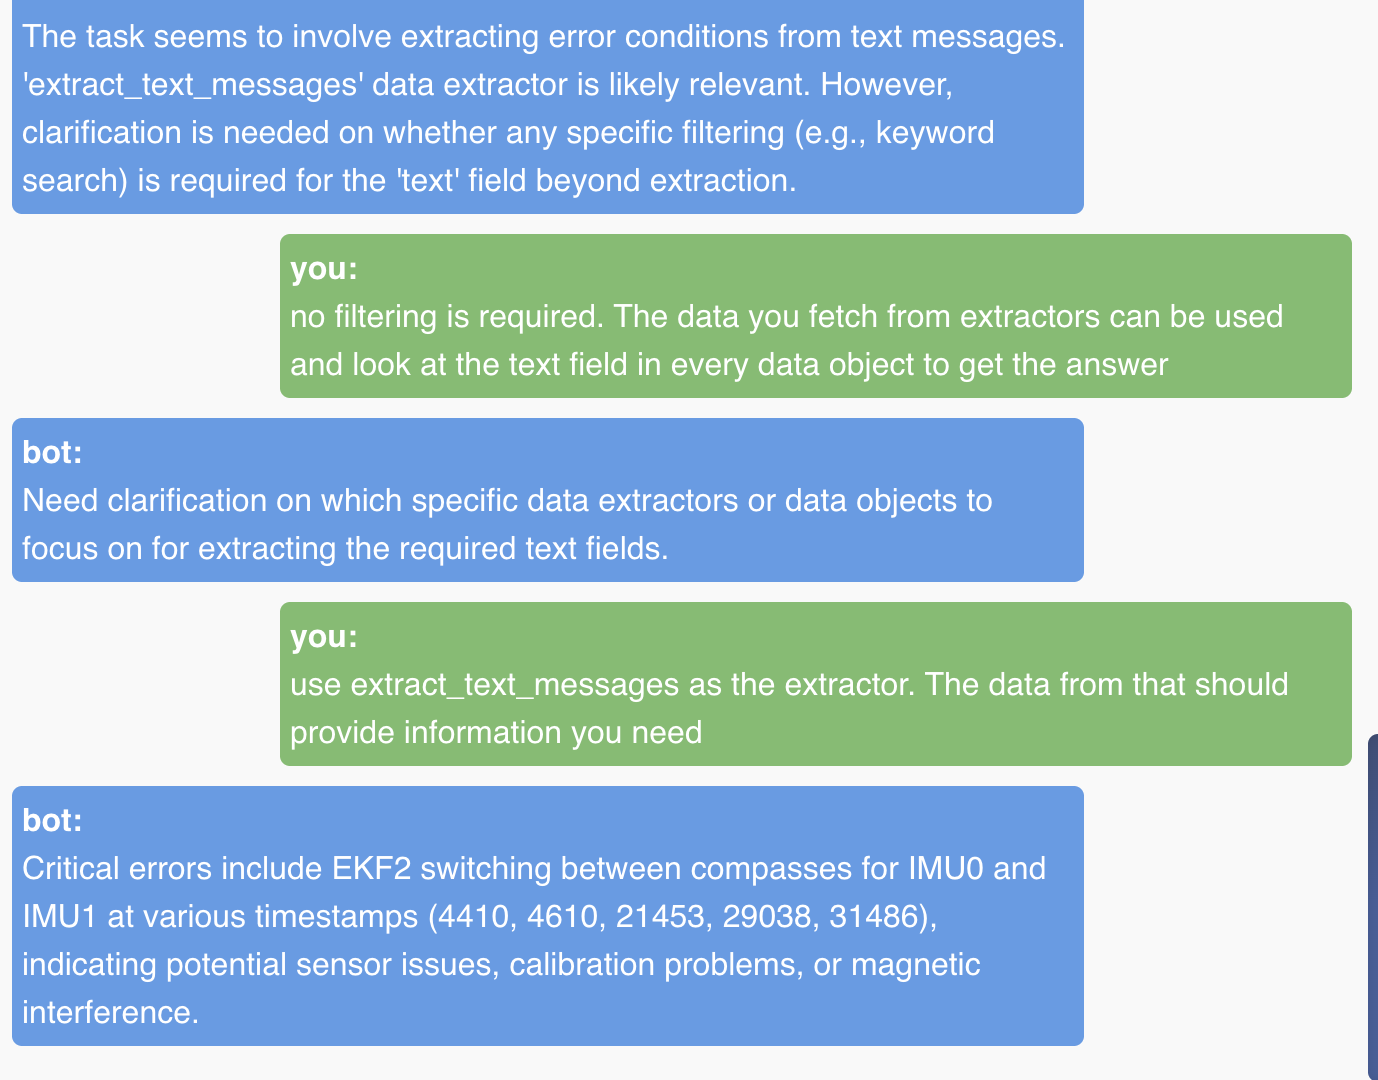 The task seems to involve extracting error conditions from text messages.
'extract_text_messages' data extractor is likely relevant. However,
clarification is needed on whether any specific filtering (e.g., keyword
search) is required for the 'text' field beyond extraction.
you:
no filtering is required. The data you fetch from extractors can be used
and look at the text field in every data object to get the answer
bot:
Need clarification on which specific data extractors or data objects to
focus on for extracting the required text fields.
you:
use extract_text_messages as the extractor. The data from that should
provide information you need
bot:
Critical errors include EKF2 switching between compasses for IMU0 and
IMU1 at various timestamps (4410, 4610, 21453, 29038, 31486),
indicating potential sensor issues, calibration problems, or magnetic
interference.